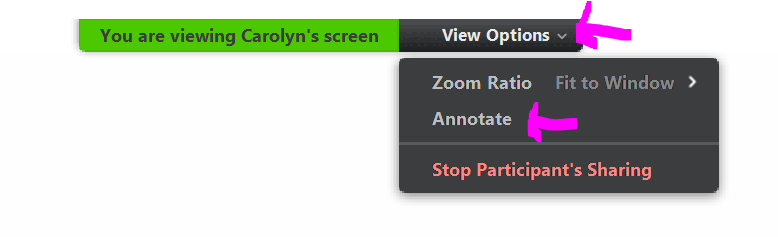 You are viewing Carolyn's screen View Options
Zoom Ratio Fit to Window
Annotate
Stop Participant's Sharing